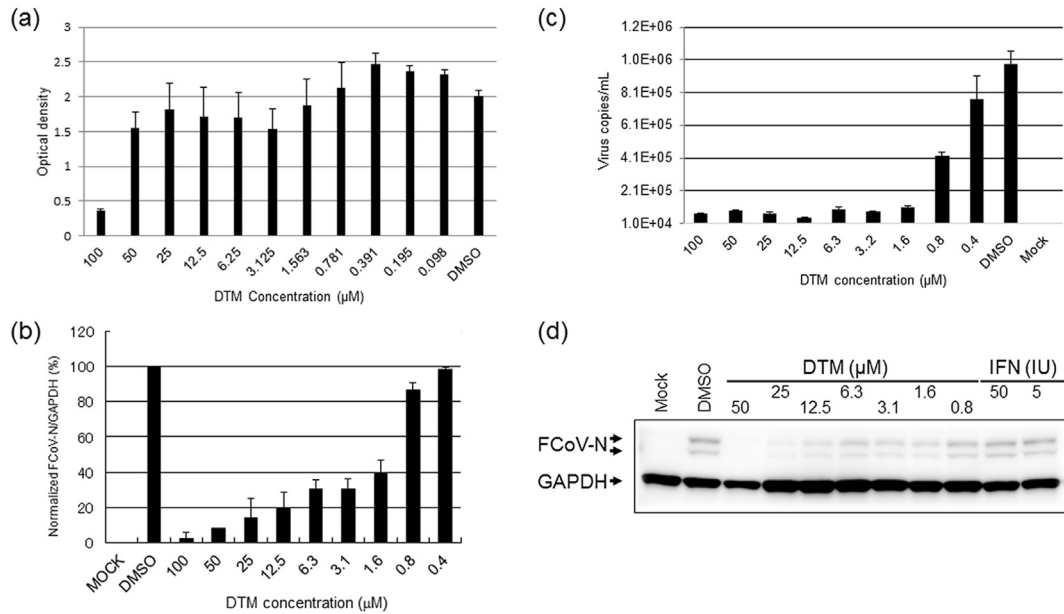 (a)
3
2.5
2
1.5
1
0.5
0
Optical density
100 50 25 12.5 6.25 3.125 1.563 0.781 0.391 0.195 0.098 DMSO
DTM Concentration (μM)
(b)
120
100
80
60
40
20
0
Normalized FCoV-N/GAPDH (%)
MOCK DMSO 100 50 25 12.5 6.3 3.1 1.6 0.8 0.4
DTM concentration (μM)
(c)
1.2E+06
1.0E+06
8.1E+05
6.1E+05
4.1E+05
2.1E+05
1.0E+04
Virus copies/mL
100 50 25 12.5 6.3 3..2 1.6 0.8 0.4 DMSO Mock
DTM concentration (μM)
(d)
DTM (μM) IFN (IU)
Mock DMSO 50 25 12.5 6.3 3.1 1.6 0.8 50 5
FCoV-N
GAPDH